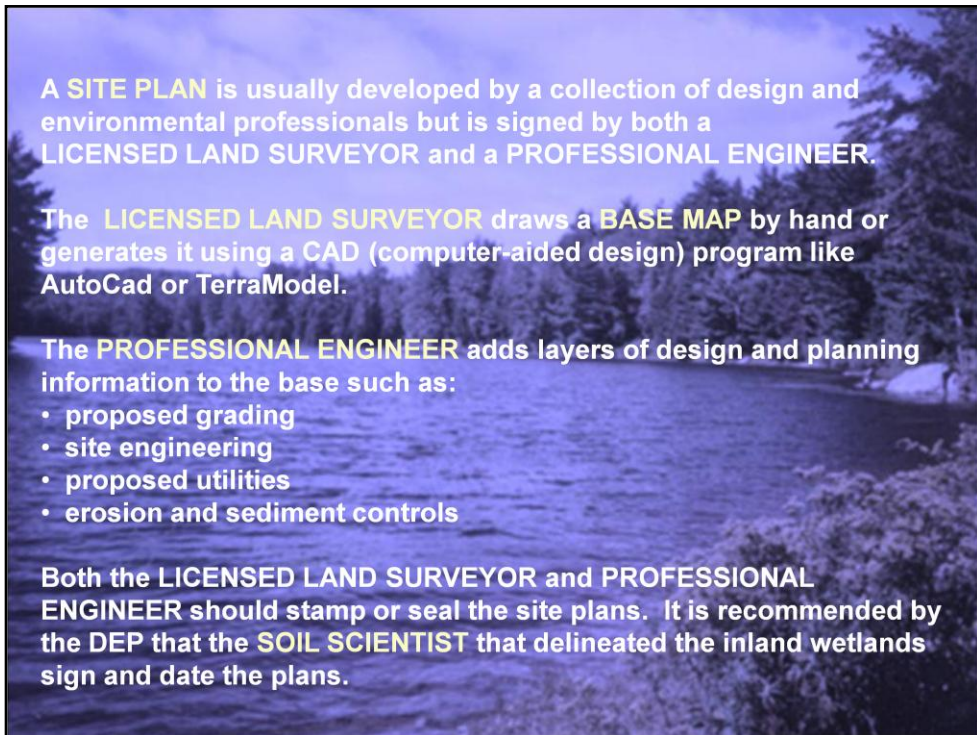 A SITE PLAN is usually developed by a collection of design and
environmental professionals but is signed by both a
LICENSED LAND SURVEYOR and a PROFESSIONAL ENGINEER.
The LICENSED LAND SURVEYOR draws a BASE MAP by hand or
generates it using a CAD (computer-aided design) program like
AutoCad or TerraModel.
The PROFESSIONAL ENGINEER adds layers of design and planning
information to the base such as:
• proposed grading
• site engineering
• proposed utilities
• erosion and sediment controls
Both the LICENSED LAND SURVEYOR and PROFESSIONAL
ENGINEER should stamp or seal the site plans. It is recommended by
the DEP that the SOIL SCIENTIST that delineated the inland wetlands
sign and date the plans.